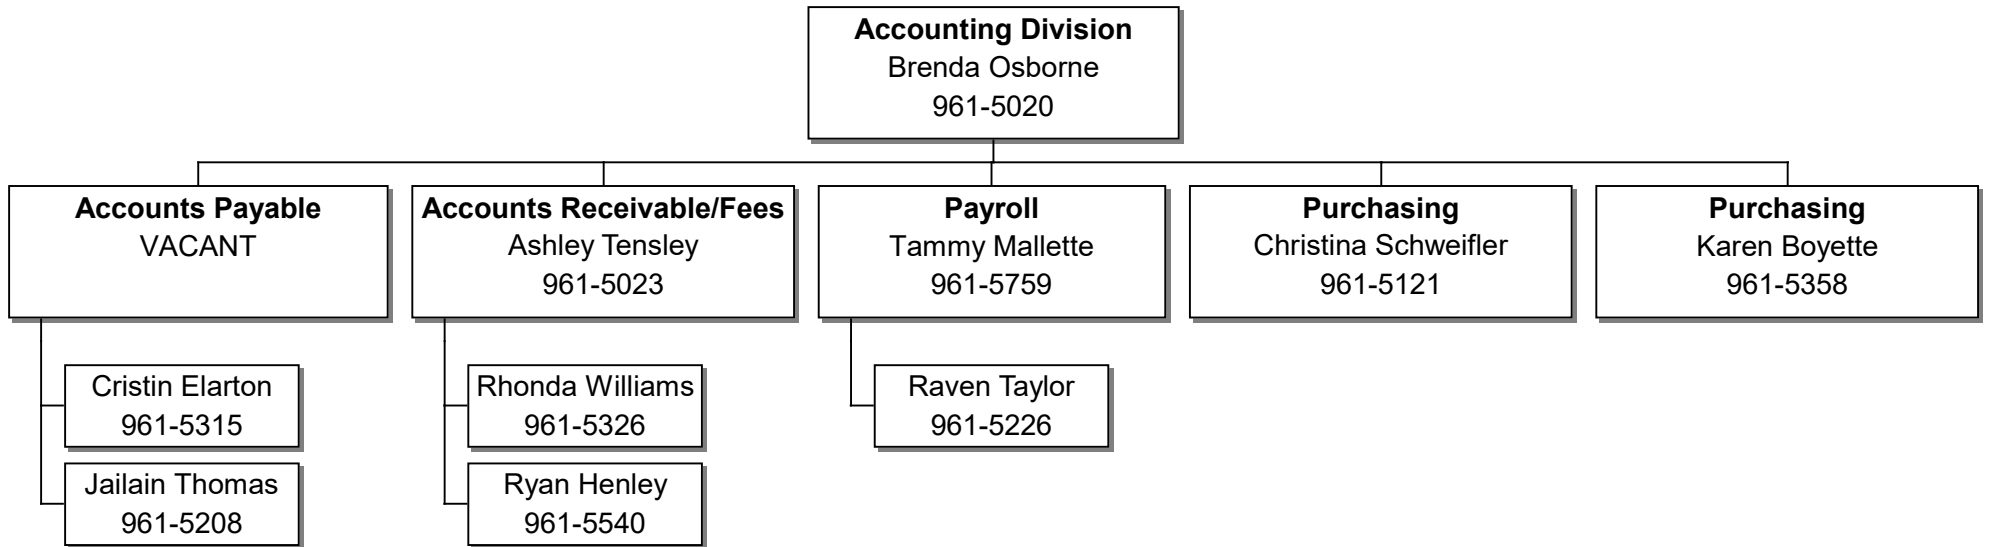 Accounting Division
Brenda Osborne
961-5020
Accounts Payable
VACANT
Accounts Receivable/Fees
Ashley Tensley
961-5023
Payroll
Tammy Mallette
961-5759
Purchasing
Christina Schweifler
961-5121
Purchasing
Karen Boyette
961-5358
Cristin Elarton
961-5315
Jailain Thomas
961-5208
Rhonda Williams
961-5326
Ryan Henley
961-5540
Raven Taylor
961-5226